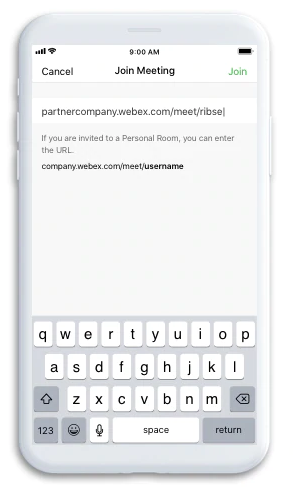 9:00 AM
Cancel Join Meeting Join
partnercompany.webex.com/meet/ribse
If you are invited to a Personal Room, you can enter
the URL.
company.webex.com/meet/username
q w e r t y u i o p
a s d f g h j k l
z x c v b n m
123 space return